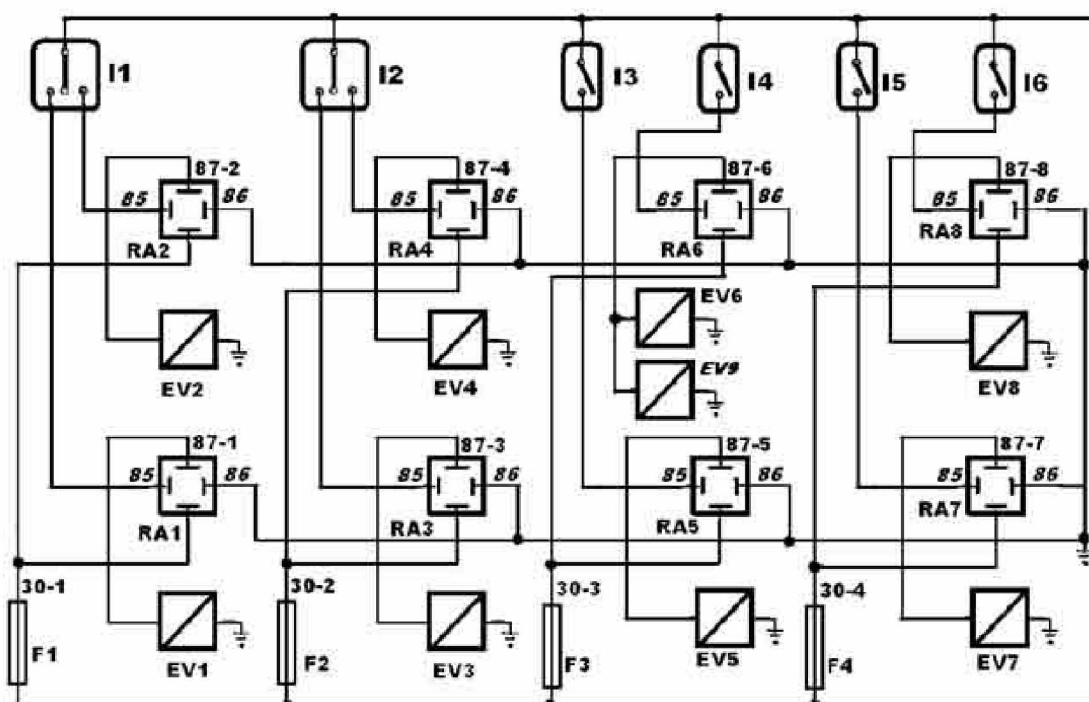 I1 I2 I3 I4 I5 I6
87-2 87-4 87-6 87-8
85 86 85 86 85 86 85 86
RA2 RA4 RA6 RA8
EV6
EV9
EV2 EV4 EV8
87-1 87-3 87-5 87-7
85 86 85 86 85 86 85 86
RA1 RA3 RA5 RA7
30-1 30-2 30-3 30-4
F1 F2 F3 F4
EV1 EV3 EV5 EV7